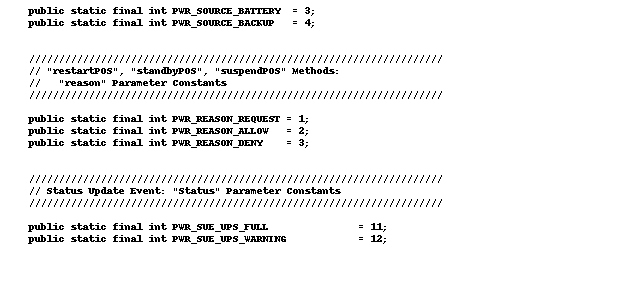 public static final int PWR_SOURCE_BATTERY  = 3;
public static final int PWR_SOURCE_BACKUP   = 4;
/////////////////////////////////////////////////////////////////////
// "restartPOS", "standbyPOS", "suspendPOS" Methods:
//   "reason" Parameter Constants
/////////////////////////////////////////////////////////////////////
public static final int PWR_REASON_REQUEST = 1;
public static final int PWR_REASON_ALLOW   = 2;
public static final int PWR_REASON_DENY    = 3;
/////////////////////////////////////////////////////////////////////
// Status Update Event: "Status" Parameter Constants
/////////////////////////////////////////////////////////////////////
public static final int PWR_SUE_UPS_FULL               = 11;
public static final int PWR_SUE_UPS_WARNING            = 12;